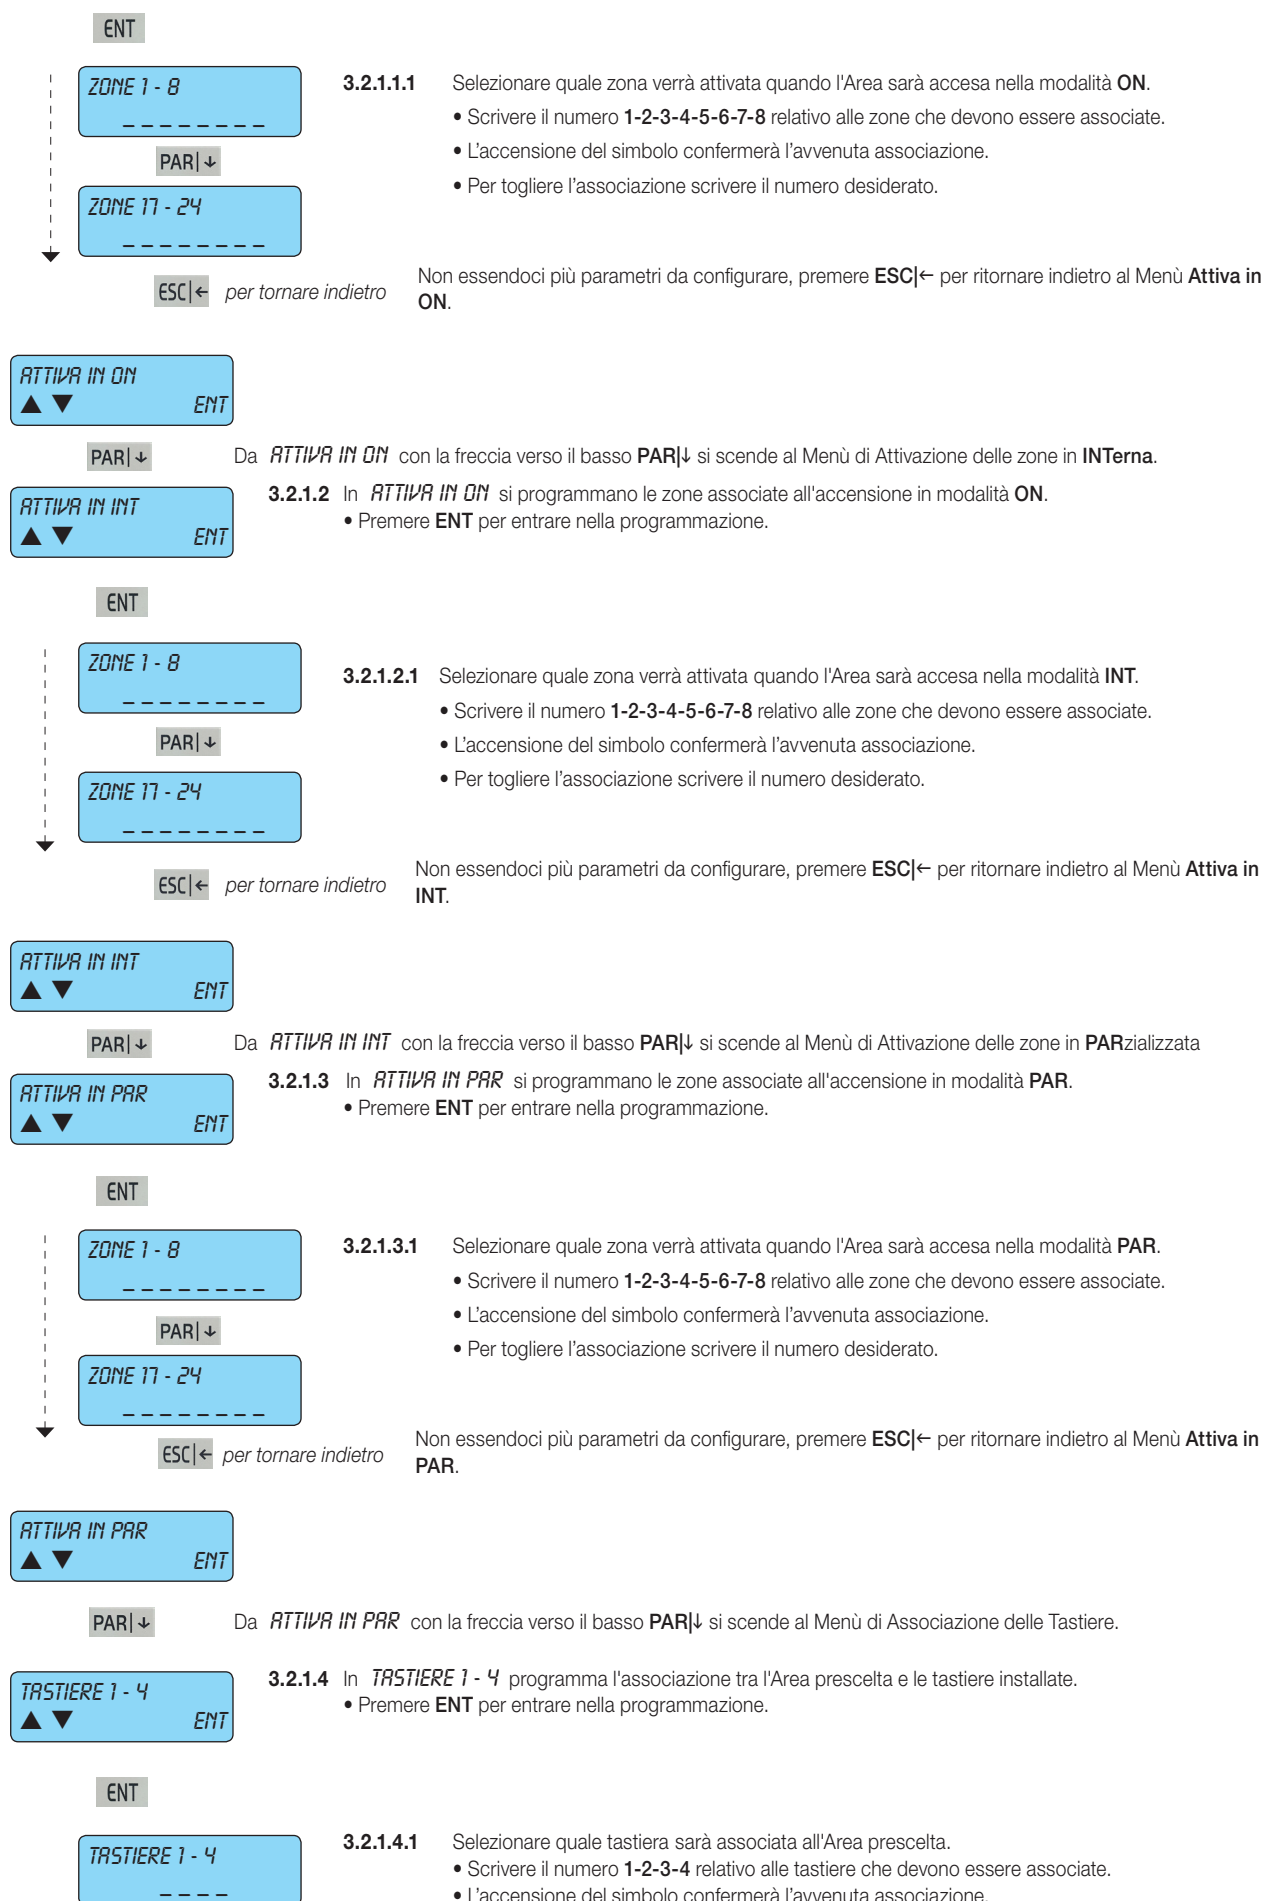 ENT
ZONE 1 - 8
_ _ _ _ _ _ _ _
3.2.1.1.1 Selezionare quale zona verrà attivata quando l'Area sarà accesa nella modalità ON.
• Scrivere il numero 1-2-3-4-5-6-7-8 relativo alle zone che devono essere associate.
PAR|↓
• L’accensione del simbolo confermerà l’avvenuta associazione.
• Per togliere l’associazione scrivere il numero desiderato.
ZONE 17 - 24
_ _ _ _ _ _ _ _
ESC|← per tornare indietro
Non essendoci più parametri da configurare, premere ESC|← per ritornare indietro al Menù Attiva in
ON.
ATTIVA IN ON
▲ ▼ ENT
PAR|↓
Da ATTIVA IN ON con la freccia verso il basso PAR|↓ si scende al Menù di Attivazione delle zone in INTerna.
ATTIVA IN INT
▲ ▼ ENT
3.2.1.2 In ATTIVA IN ON si programmano le zone associate all'accensione in modalità ON.
• Premere ENT per entrare nella programmazione.
ENT
ZONE 1 - 8
_ _ _ _ _ _ _ _
3.2.1.2.1 Selezionare quale zona verrà attivata quando l'Area sarà accesa nella modalità INT.
• Scrivere il numero 1-2-3-4-5-6-7-8 relativo alle zone che devono essere associate.
PAR|↓
• L’accensione del simbolo confermerà l’avvenuta associazione.
• Per togliere l’associazione scrivere il numero desiderato.
ZONE 17 - 24
_ _ _ _ _ _ _ _
ESC|← per tornare indietro
Non essendoci più parametri da configurare, premere ESC|← per ritornare indietro al Menù Attiva in
INT.
ATTIVA IN INT
▲ ▼ ENT
PAR|↓
Da ATTIVA IN INT con la freccia verso il basso PAR|↓ si scende al Menù di Attivazione delle zone in PARzializzata
ATTIVA IN PAR
▲ ▼ ENT
3.2.1.3 In ATTIVA IN PAR si programmano le zone associate all'accensione in modalità PAR.
• Premere ENT per entrare nella programmazione.
ENT
ZONE 1 - 8
_ _ _ _ _ _ _ _
3.2.1.3.1 Selezionare quale zona verrà attivata quando l'Area sarà accesa nella modalità PAR.
• Scrivere il numero 1-2-3-4-5-6-7-8 relativo alle zone che devono essere associate.
PAR|↓
• L’accensione del simbolo confermerà l’avvenuta associazione.
• Per togliere l’associazione scrivere il numero desiderato.
ZONE 17 - 24
_ _ _ _ _ _ _ _
ESC|← per tornare indietro
Non essendoci più parametri da configurare, premere ESC|← per ritornare indietro al Menù Attiva in
PAR.
ATTIVA IN PAR
▲ ▼ ENT
PAR|↓
Da ATTIVA IN PAR con la freccia verso il basso PAR|↓ si scende al Menù di Associazione delle Tastiere.
TASTIERE 1 - 4
▲ ▼ ENT
3.2.1.4 In TASTIERE 1 - 4 programma l'associazione tra l'Area prescelta e le tastiere installate.
• Premere ENT per entrare nella programmazione.
ENT
TASTIERE 1 - 4
_ _ _ _
3.2.1.4.1 Selezionare quale tastiera sarà associata all'Area prescelta.
• Scrivere il numero 1-2-3-4 relativo alle tastiere che devono essere associate.
• L’accensione del simbolo confermerà l’avvenuta associazione.